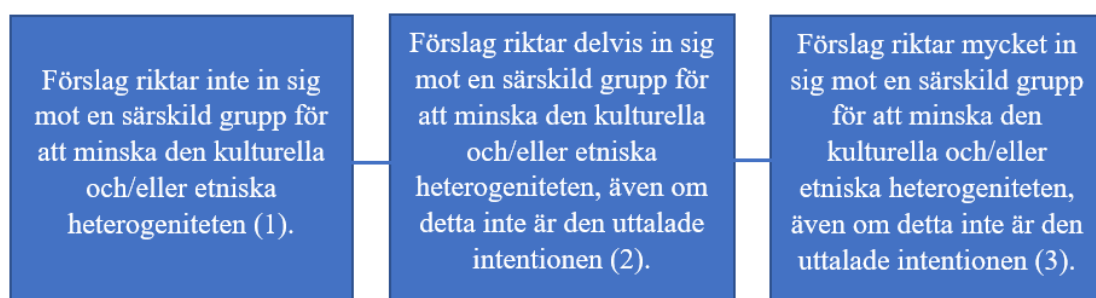 Förslag riktar inte in sig
mot en särskild grupp för
att minska den kulturella
och/eller etniska
heterogeniteten (1).
Förslag riktar delvis in sig
mot en särskild grupp för
att minska den kulturella
och/eller etniska
heterogeniteten, även om
detta inte är den uttalade
intentionen (2).
Förslag riktar mycket in
sig mot en särskild grupp
för att minska den
kulturella och/eller
etniska heterogeniteten,
även om detta inte är den
uttalade intentionen (3).